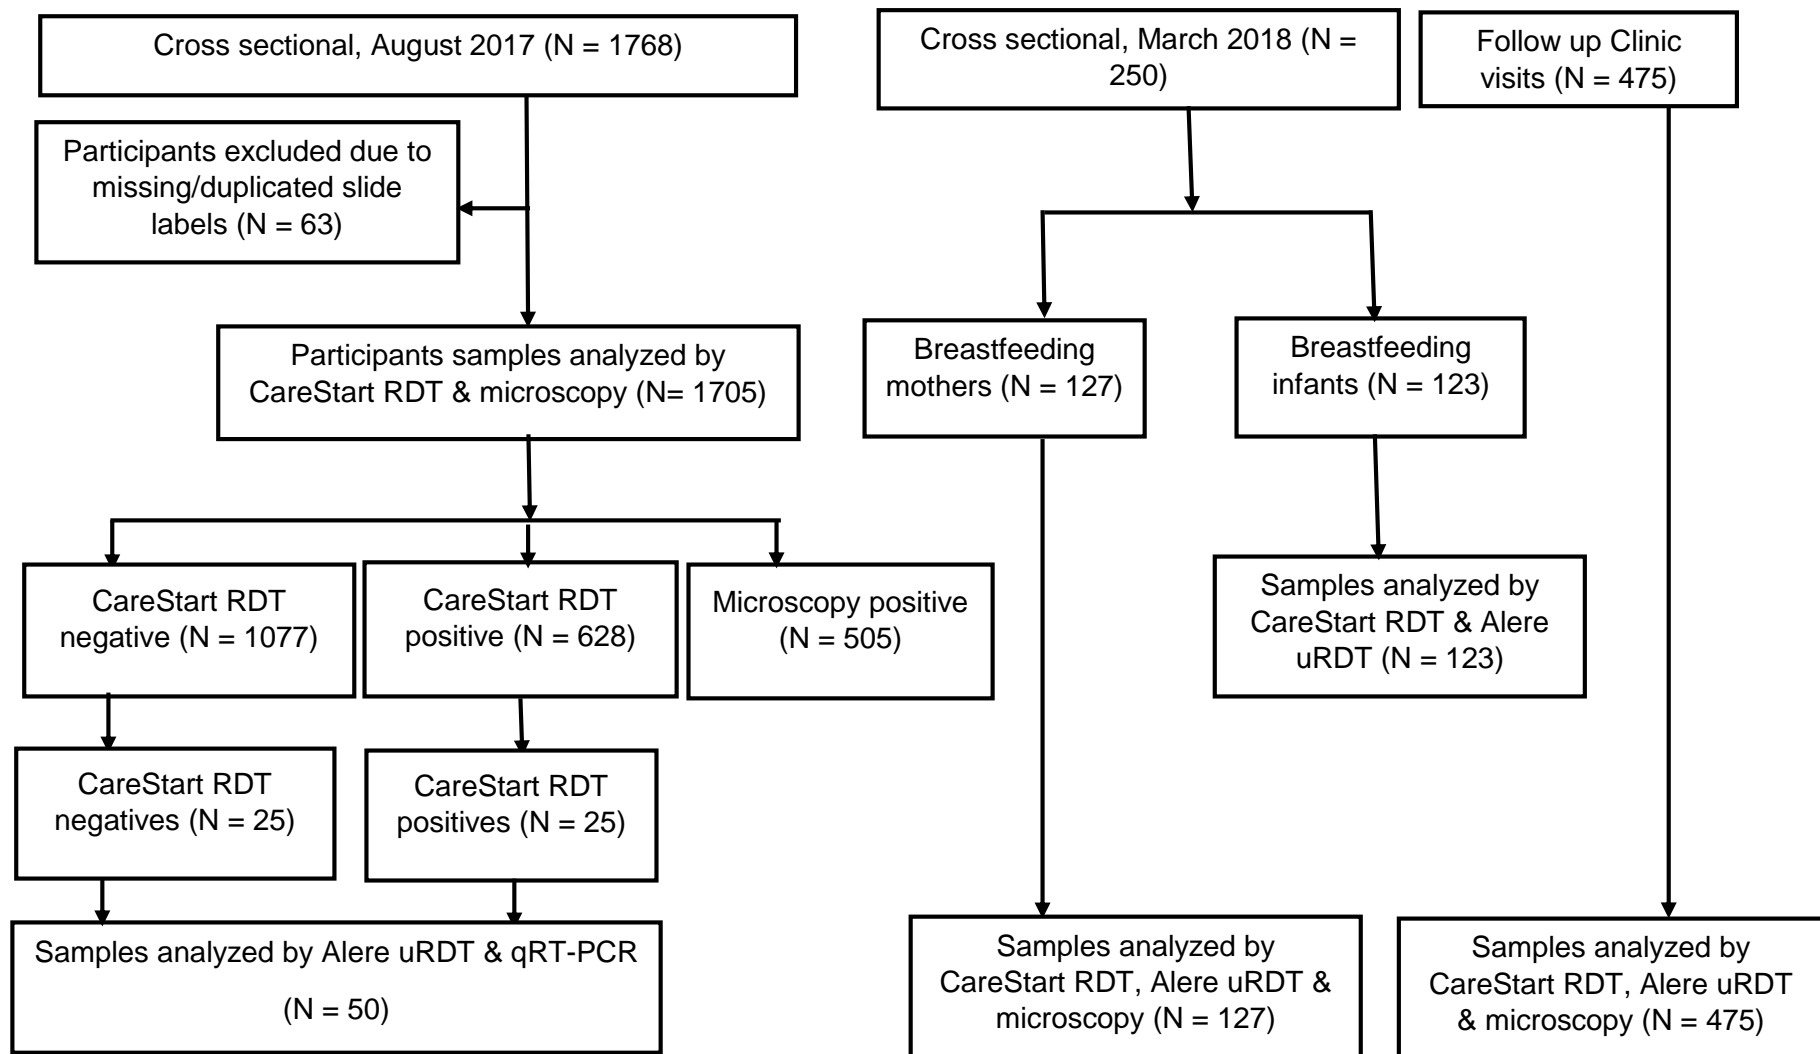 Cross sectional, August 2017 (N = 1768)
Participants excluded due to
missing/duplicated slide
labels (N = 63)
Participants samples analyzed by
CareStart RDT & microscopy (N= 1705)
CareStart RDT
negative (N = 1077)
CareStart RDT
positive (N = 628)
Microscopy positive
(N = 505)
CareStart RDT
negatives (N = 25)
CareStart RDT
positives (N = 25)
Samples analyzed by Alere uRDT & qRT-PCR
(N = 50)
Cross sectional, March 2018 (N =
250)
Breastfeeding
mothers (N = 127)
Breastfeeding
infants (N = 123)
Samples analyzed by
CareStart RDT & Alere
uRDT (N = 123)
Samples analyzed by
CareStart RDT, Alere uRDT &
microscopy (N = 127)
Follow up Clinic
visits (N = 475)
Samples analyzed by
CareStart RDT, Alere uRDT
& microscopy (N = 475)